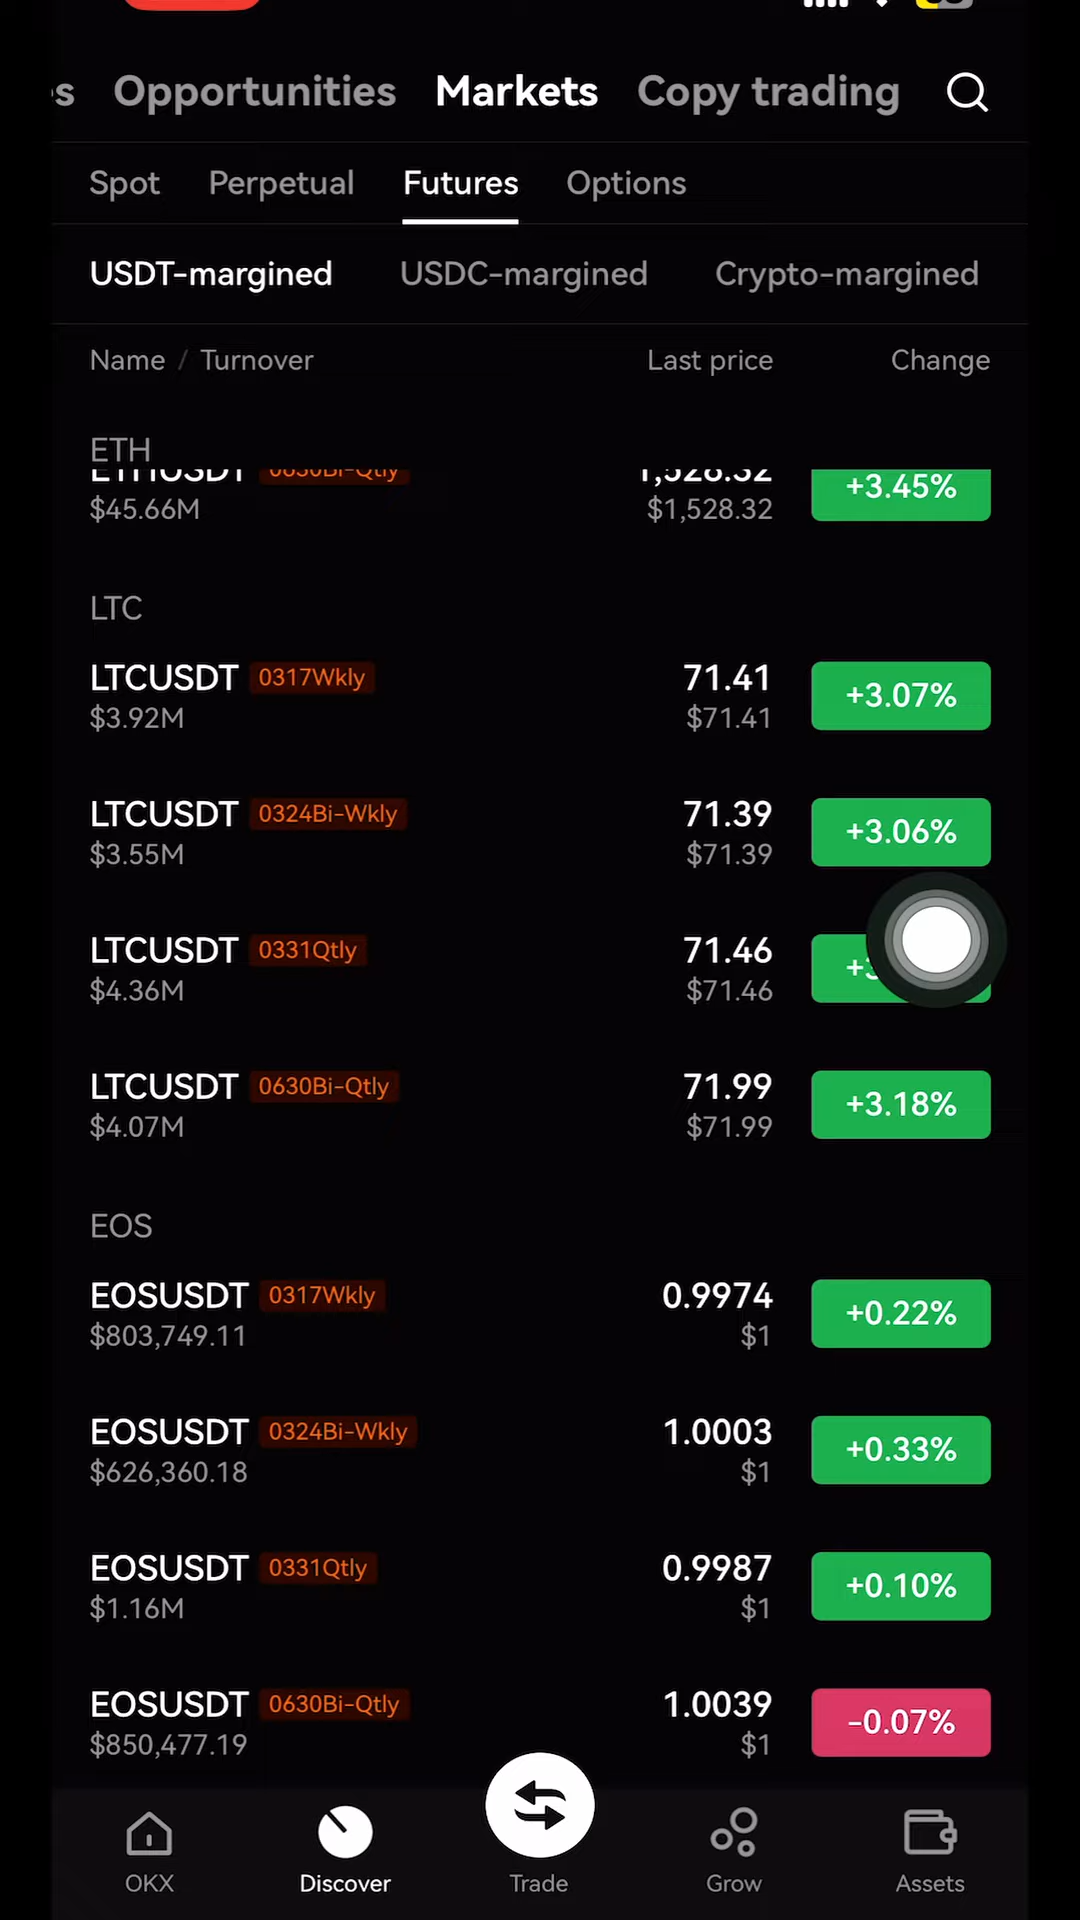 Opportunities Markets Copy trading
Spot Perpetual Futures Options
USDT-margined USDC-margined Crypto-margined
Name / Turnover Last price Change
ETH
ETHUSDT 0630Bi-Qtly 1,528.32 +3.45%
$45.66M $1,528.32
LTC
LTCUSDT 0317Wkly 71.41 +3.07%
$3.92M $71.41
LTCUSDT 0324Bi-Wkly 71.39 +3.06%
$3.55M $71.39
LTCUSDT 0331Qtly 71.46
$4.36M $71.46
LTCUSDT 0630Bi-Qtly 71.99 +3.18%
$4.07M $71.99
EOS
EOSUSDT 0317Wkly 0.9974 +0.22%
$803,749.11 $1
EOSUSDT 0324Bi-Wkly 1.0003 +0.33%
$626,360.18 $1
EOSUSDT 0331Qtly 0.9987 +0.10%
$1.16M $1
EOSUSDT 0630Bi-Qtly 1.0039 -0.07%
$850,477.19 $1
OKX Discover Trade Grow Assets